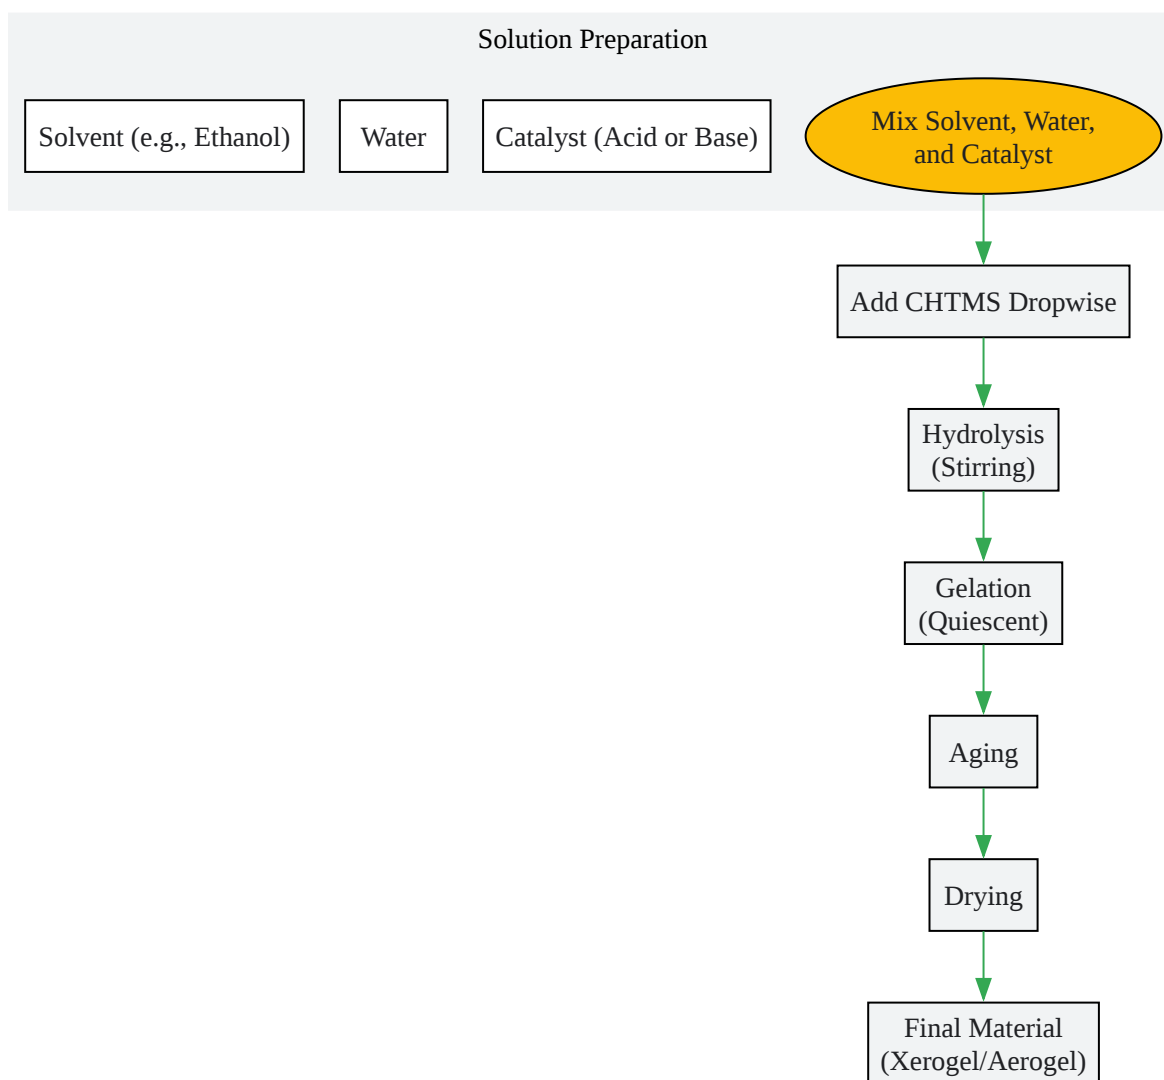 Solution Preparation
Solvent (e.g., Ethanol)
Water
Catalyst (Acid or Base)
Mix Solvent, Water,
and Catalyst
Add CHTMS Dropwise
Hydrolysis
(Stirring)
Gelation
(Quiescent)
Aging
Drying
Final Material
(Xerogel/Aerogel)